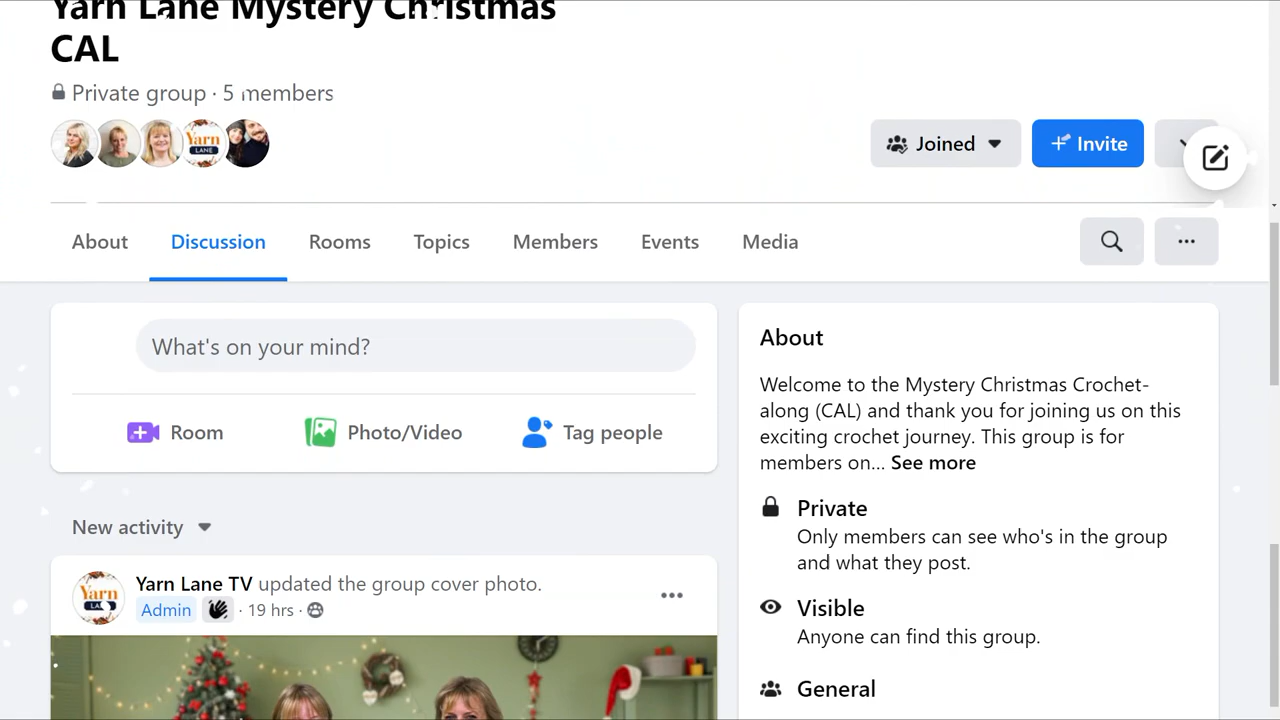 Yarn Lane Mystery Christmas
CAL
Private group · 5 members
Yarn
LANE
Joined
Invite
About
Discussion
Rooms
Topics
Members
Events
Media
What's on your mind?
Room
Photo/Video
Tag people
New activity
Yarn Lane TV updated the group cover photo.
Admin · 19 hrs ·
Yarn
About
Welcome to the Mystery Christmas Crochet-
along (CAL) and thank you for joining us on this
exciting crochet journey. This group is for
members on... See more
Private
Only members can see who's in the group
and what they post.
Visible
Anyone can find this group.
General